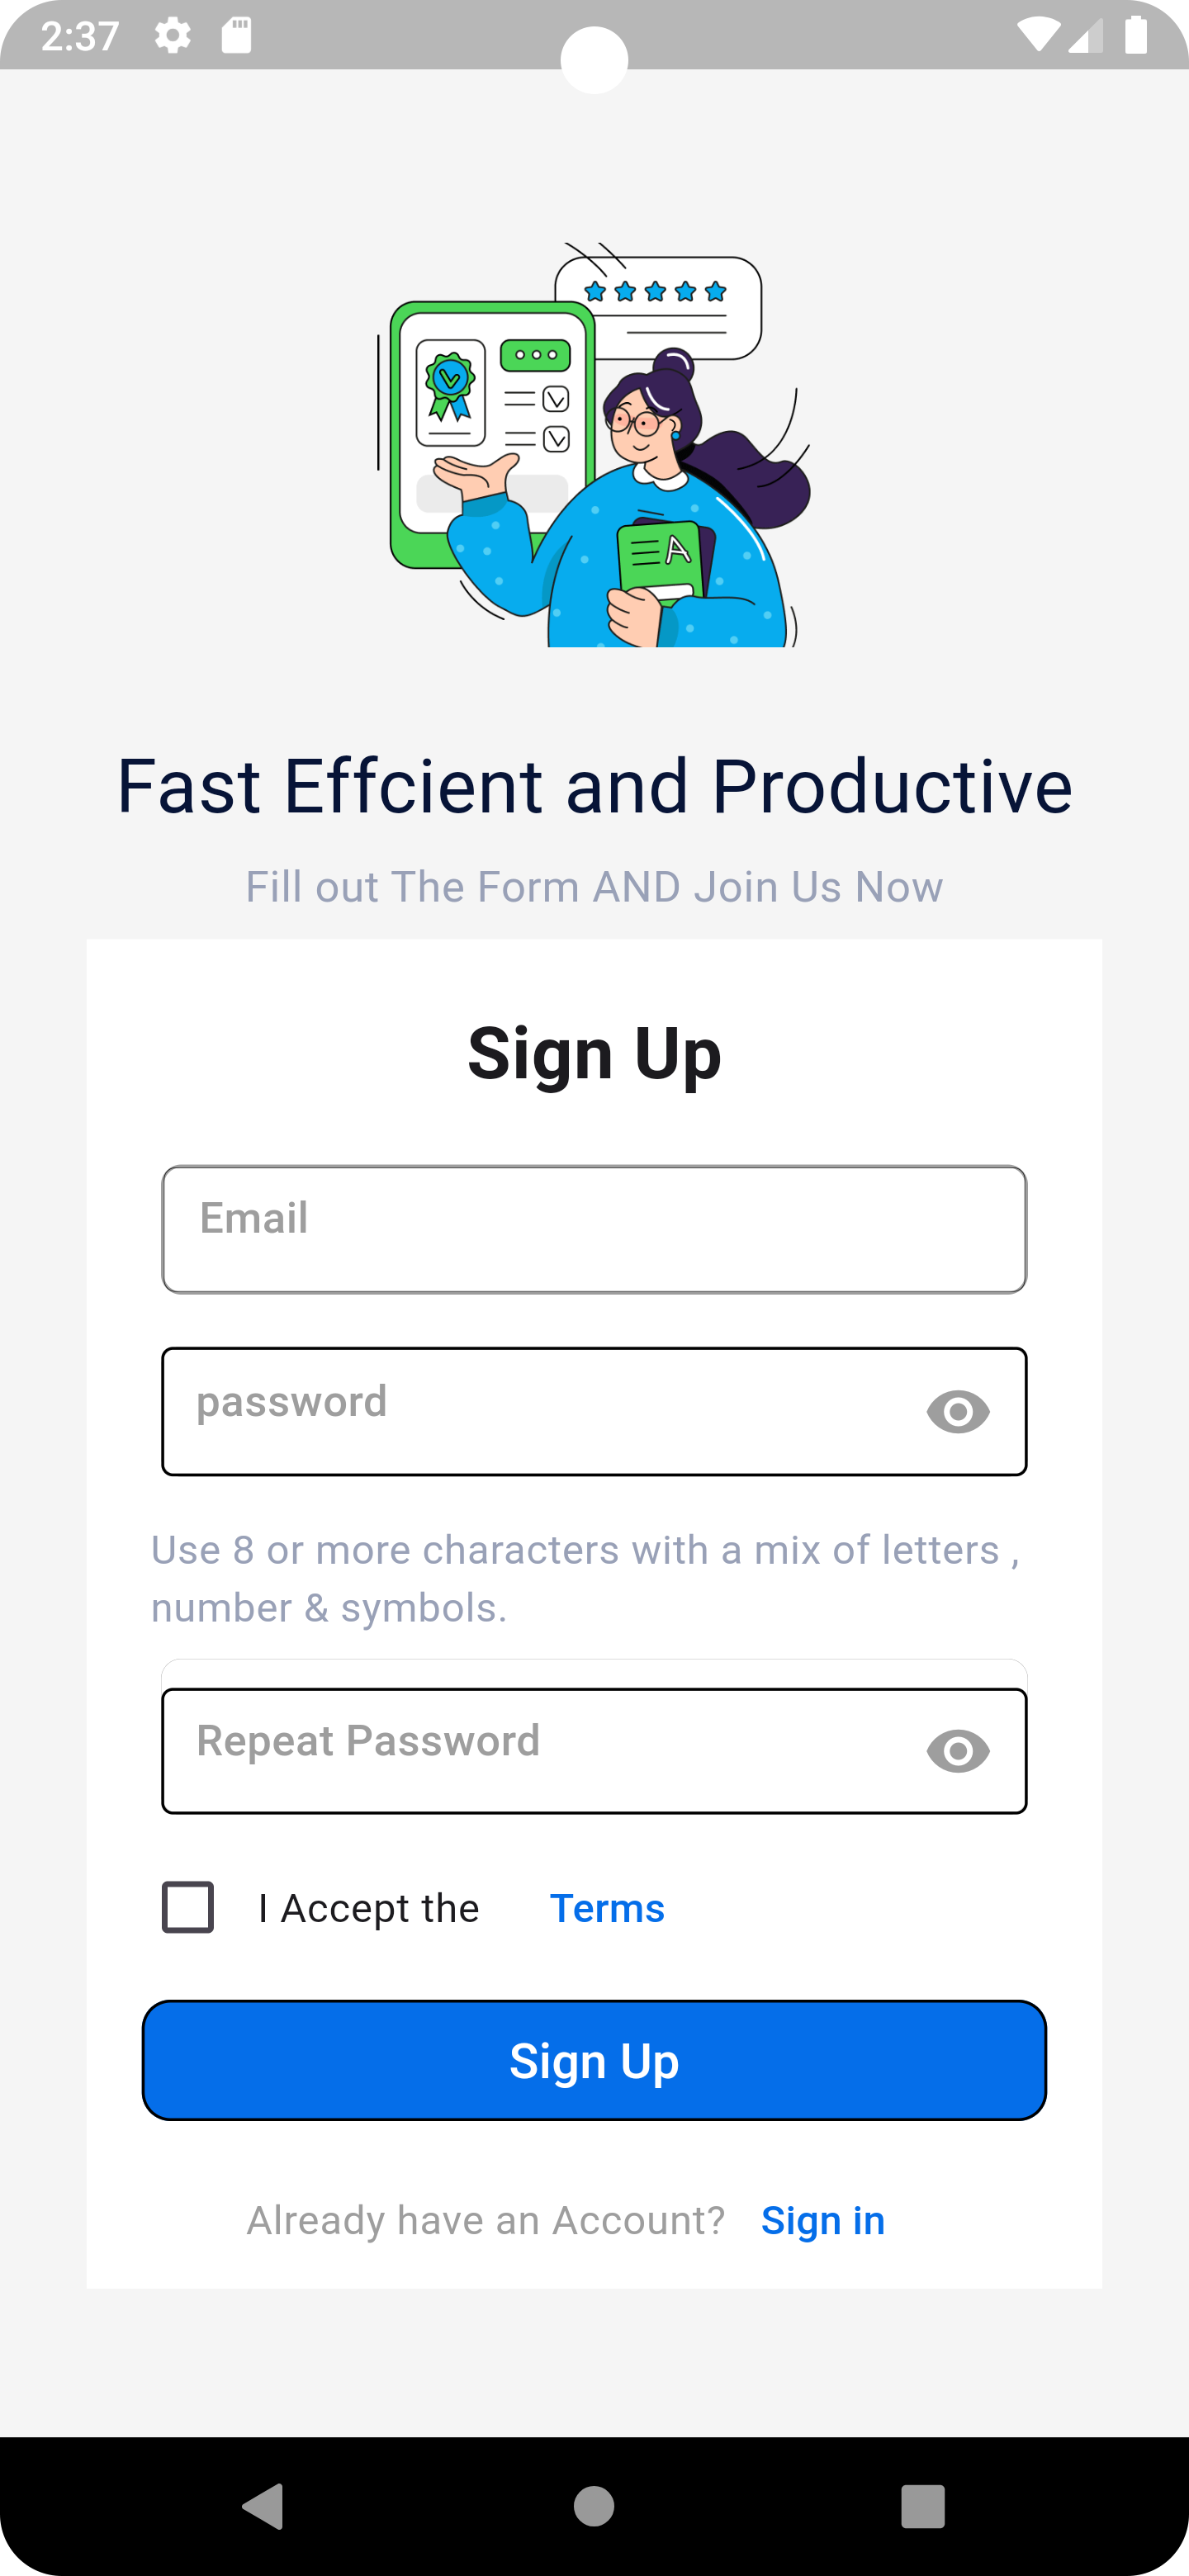 2:37
A
Fast Effcient and Productive
Fill out The Form AND Join Us Now
Sign Up
Email
password
Use 8 or more characters with a mix of letters ,
number & symbols.
Repeat Password
I Accept the Terms
Sign Up
Already have an Account? Sign in